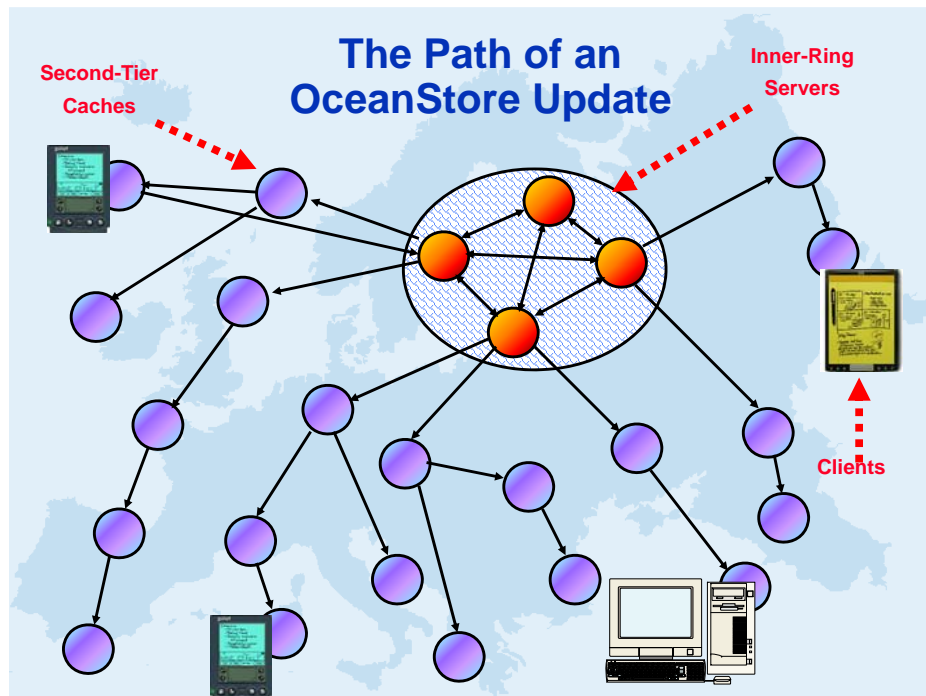 The Path of an
OceanStore Update
Second-Tier
Caches
Inner-Ring
Servers
Clients